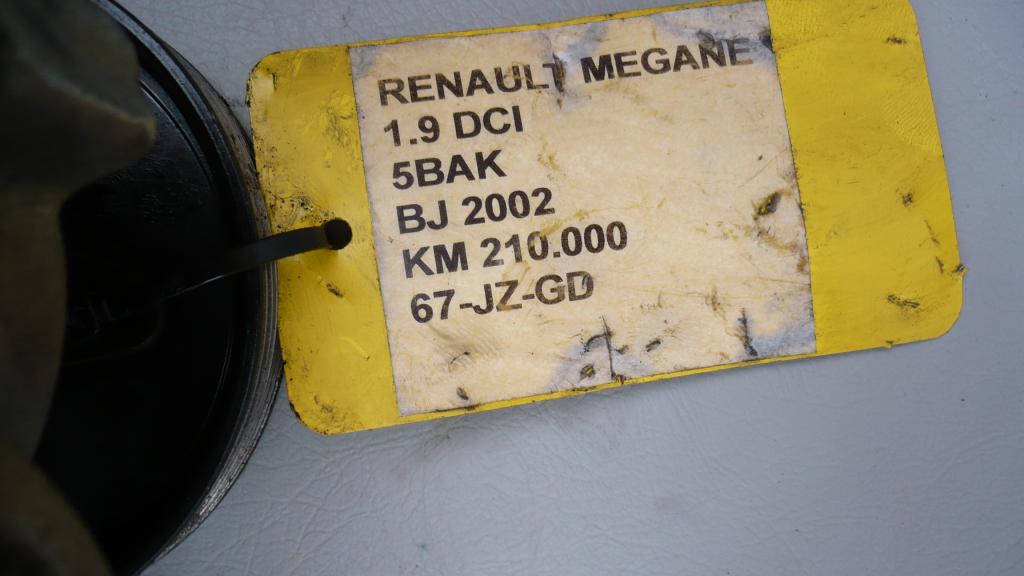 RENAULT MEGANE
1.9 DCI
5BAK
BJ 2002
KM 210.000
67-JZ-GD